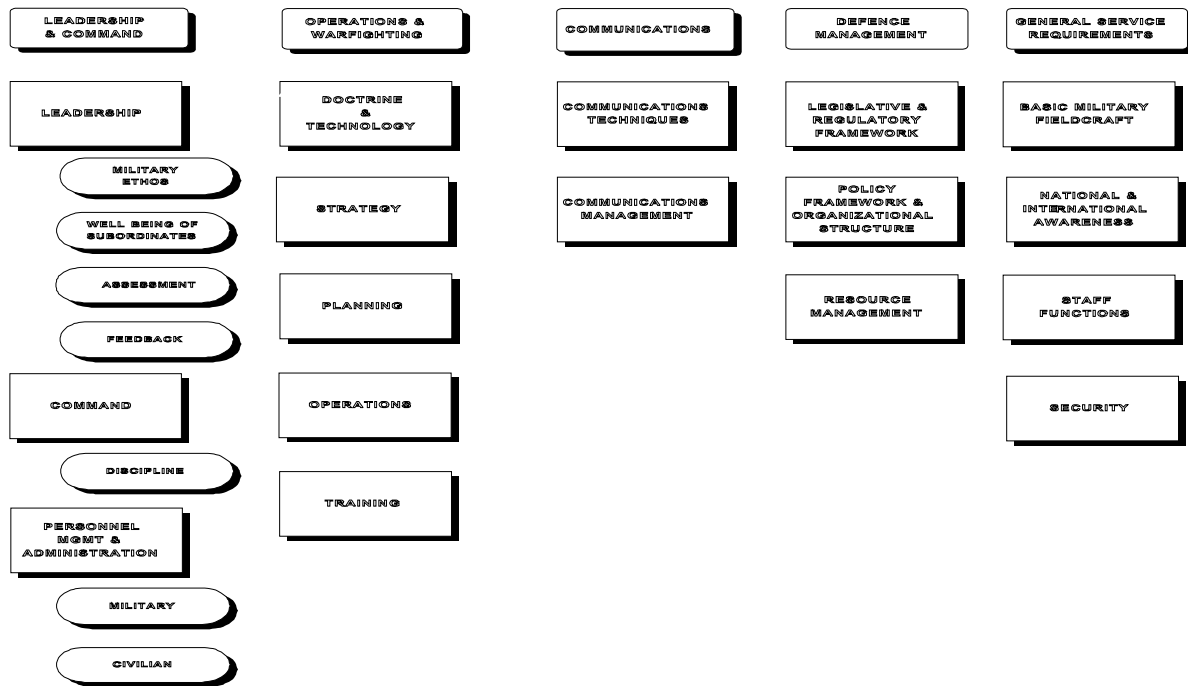 LEADERSHIP
& COMMAND
LEADERSHIP
MILITARY
ETHOS
WELL BEING OF
SUBORDINATES
ASSESSMENT
FEEDBACK
COMMAND
DISCIPLINE
PERSONNEL
MGMT &
ADMINISTRATION
MILITARY
CIVILIAN
OPERATIONS &
WARFIGHTING
DOCTRINE
&
TECHNOLOGY
STRATEGY
PLANNING
OPERATIONS
TRAINING
COMMUNICATIONS
COMMUNICATIONS
TECHNIQUES
COMMUNICATIONS
MANAGEMENT
DEFENCE
MANAGEMENT
LEGISLATIVE &
REGULATORY
FRAMEWORK
POLICY
FRAMEWORK &
ORGANIZATIONAL
STRUCTURE
RESOURCE
MANAGEMENT
GENERAL SERVICE
REQUIREMENTS
BASIC MILITARY
FIELDCRAFT
NATIONAL &
INTERNATIONAL
AWARENESS
STAFF
FUNCTIONS
SECURITY